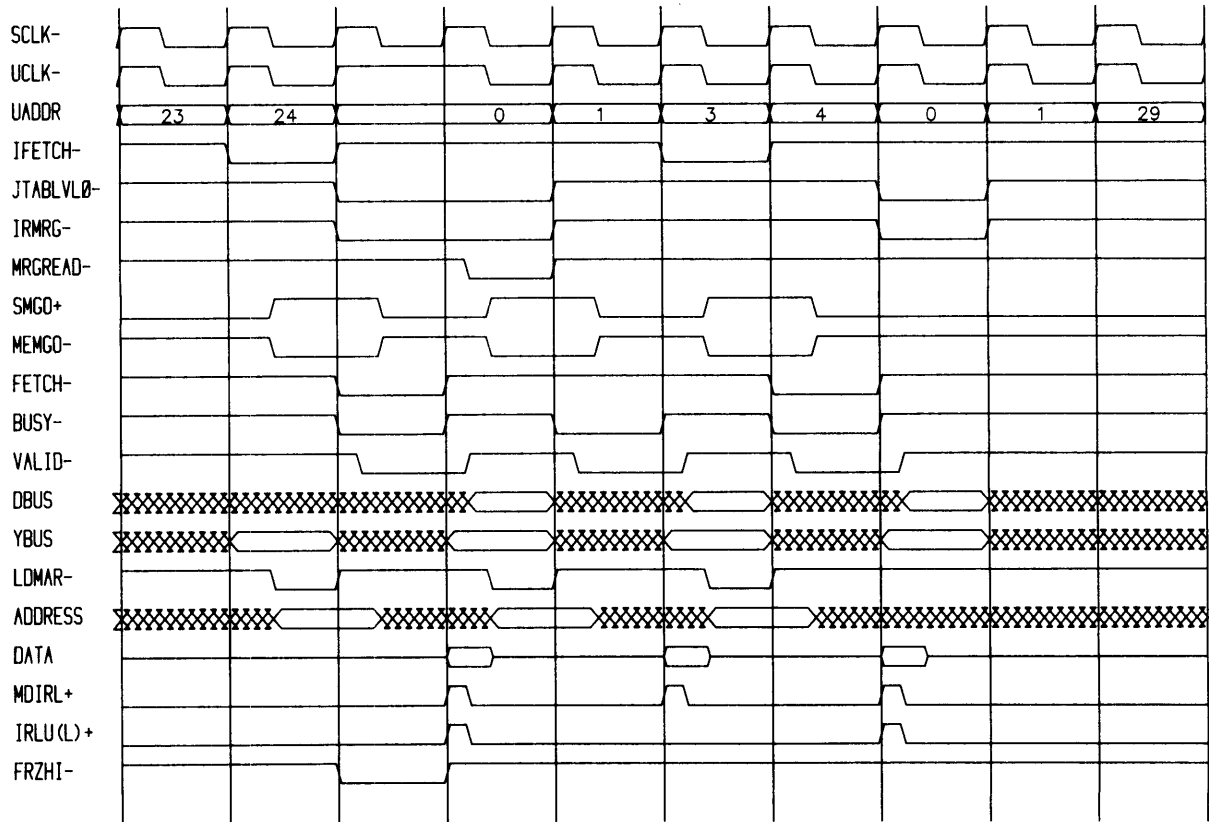 SCLK-
UCLK-
UADDR 23 24 0 1 3 4 0 1 29
IFETCH-
JTABLVL0-
IRMRG-
MRGREAD-
SMGO+
MEMGO-
FETCH-
BUSY-
VALID-
DBUS
YBUS
LDMAR-
ADDRESS
DATA
MDIRL+
IRLU(L)+
FRZHI-